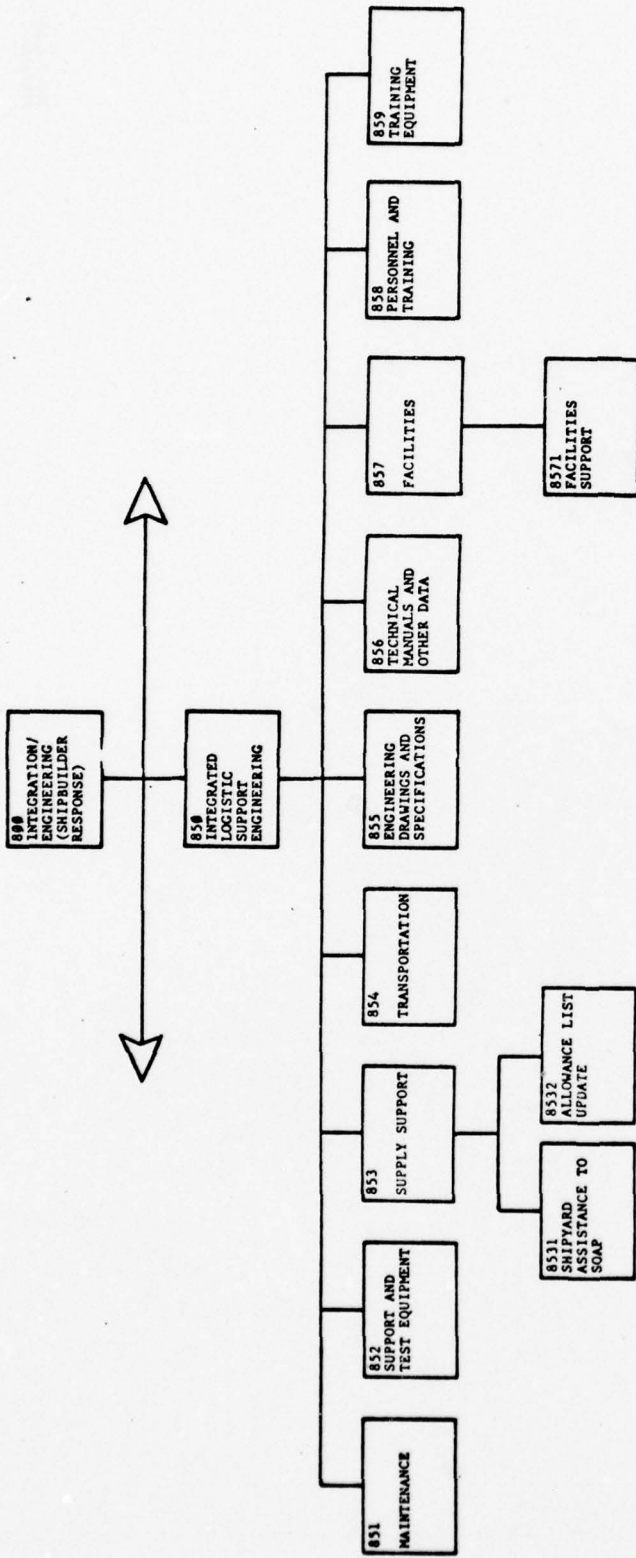 800
INTEGRATION/
ENGINEERING
(SHIPBUILDER
RESPONSE)
850
INTEGRATED
LOGISTIC
SUPPORT
ENGINEERING
851
MAINTENANCE
852
SUPPORT AND
TEST EQUIPMENT
853
SUPPLY SUPPORT
854
TRANSPORTATION
855
ENGINEERING
DRAWINGS AND
SPECIFICATIONS
856
TECHNICAL
MANUALS AND
OTHER DATA
857
FACILITIES
858
PERSONNEL AND
TRAINING
859
TRAINING
EQUIPMENT
8531
SHIPYARD
ASSISTANCE TO
SOAP
8532
ALLOWANCE LIST
UPDATE
8571
FACILITIES
SUPPORT